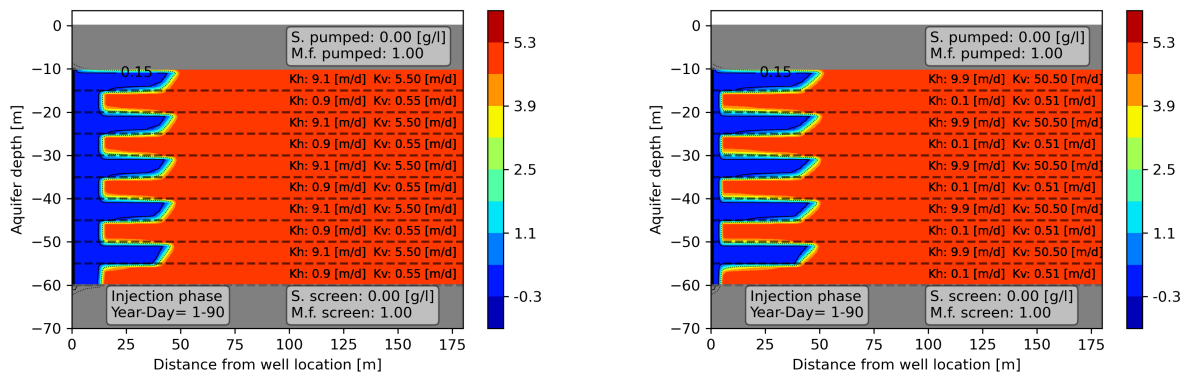 0
−10
−20
−30
−40
−50
−60
−70
Aquifer depth [m]
S. pumped: 0.00 [g/l]
M.f. pumped: 1.00
0.15
Kh: 9.1 [m/d] Kv: 5.50 [m/d]
Kh: 0.9 [m/d] Kv: 0.55 [m/d]
Kh: 9.1 [m/d] Kv: 5.50 [m/d]
Kh: 0.9 [m/d] Kv: 0.55 [m/d]
Kh: 9.1 [m/d] Kv: 5.50 [m/d]
Kh: 0.9 [m/d] Kv: 0.55 [m/d]
Kh: 9.1 [m/d] Kv: 5.50 [m/d]
Kh: 0.9 [m/d] Kv: 0.55 [m/d]
Kh: 9.1 [m/d] Kv: 5.50 [m/d]
Kh: 0.9 [m/d] Kv: 0.55 [m/d]
Injection phase
Year-Day= 1-90
S. screen: 0.00 [g/l]
M.f. screen: 1.00
0 25 50 75 100 125 150 175
Distance from well location [m]
5.3
3.9
2.5
1.1
-0.3
0
−10
−20
−30
−40
−50
−60
−70
Aquifer depth [m]
S. pumped: 0.00 [g/l]
M.f. pumped: 1.00
0.15
Kh: 9.9 [m/d] Kv: 50.50 [m/d]
Kh: 0.1 [m/d] Kv: 0.51 [m/d]
Kh: 9.9 [m/d] Kv: 50.50 [m/d]
Kh: 0.1 [m/d] Kv: 0.51 [m/d]
Kh: 9.9 [m/d] Kv: 50.50 [m/d]
Kh: 0.1 [m/d] Kv: 0.51 [m/d]
Kh: 9.9 [m/d] Kv: 50.50 [m/d]
Kh: 0.1 [m/d] Kv: 0.51 [m/d]
Kh: 9.9 [m/d] Kv: 50.50 [m/d]
Kh: 0.1 [m/d] Kv: 0.51 [m/d]
Injection phase
Year-Day= 1-90
S. screen: 0.00 [g/l]
M.f. screen: 1.00
0 25 50 75 100 125 150 175
Distance from well location [m]
5.3
3.9
2.5
1.1
-0.3